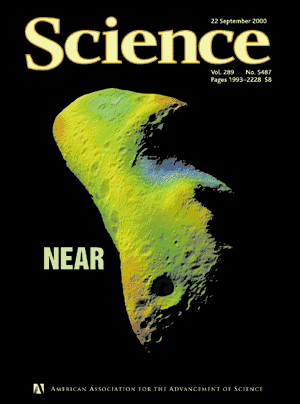 22 September 2000
Science
Vol. 289 No. 5487
Pages 1993–2228 $8
NEAR
American Association for the Advancement of Science